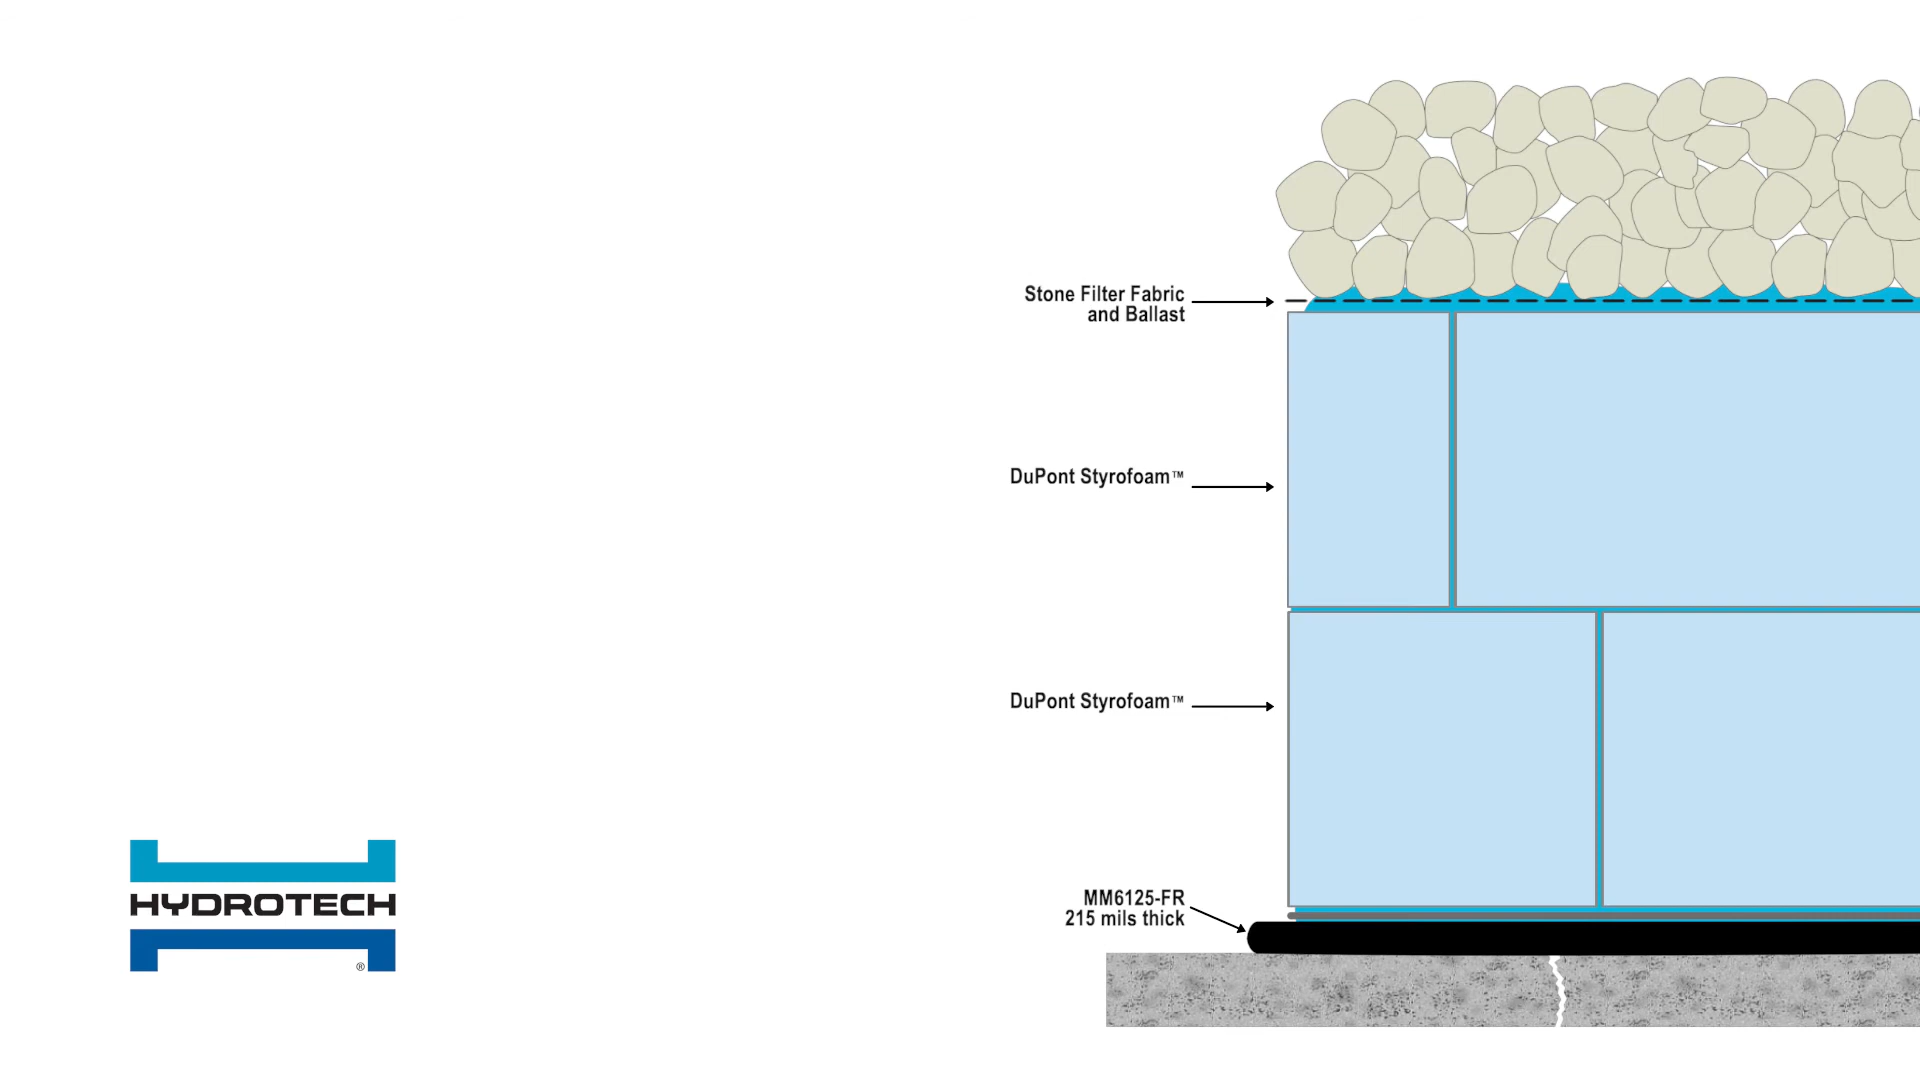 Stone Filter Fabric
and Ballast
DuPont Styrofoam™
DuPont Styrofoam™
MM6125-FR
215 mils thick
HYDROTECH
®